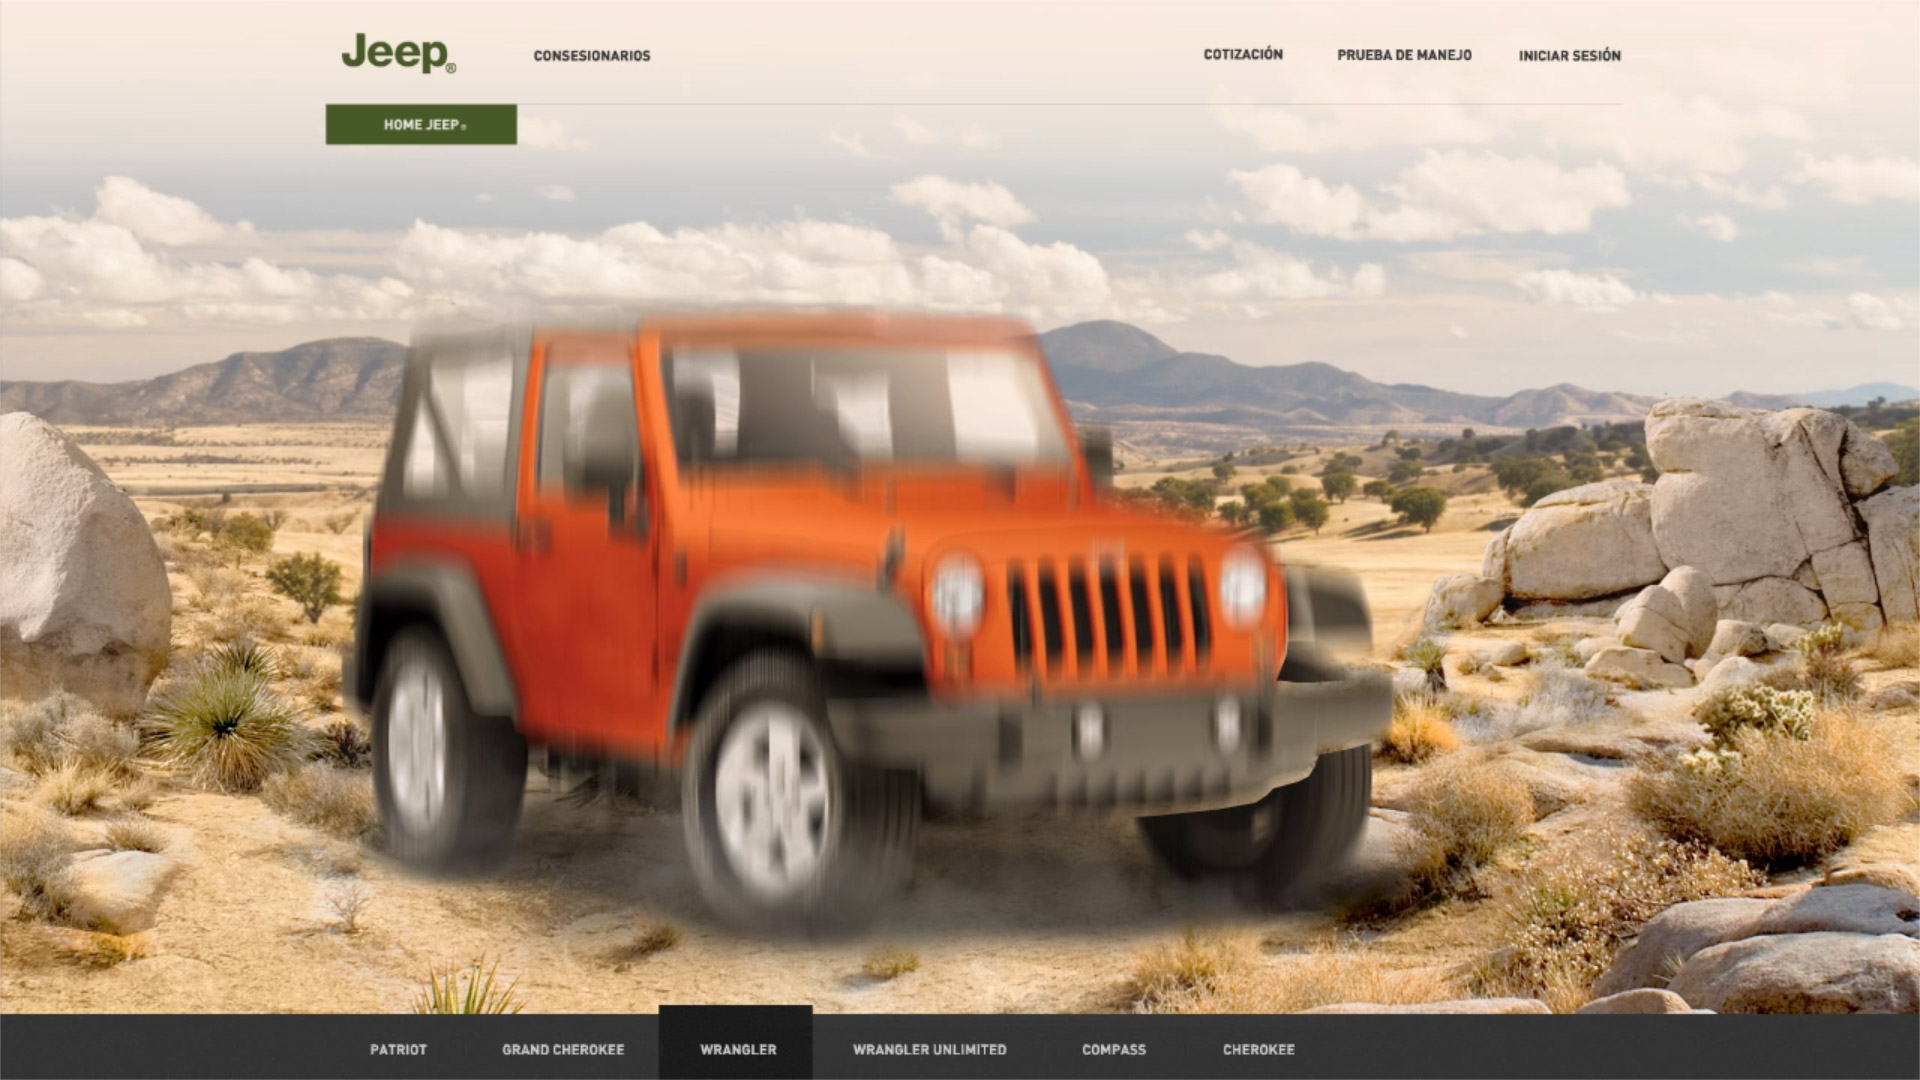 Jeep®
CONSESIONARIOS
COTIZACIÓN
PRUEBA DE MANEJO
INICIAR SESIÓN
HOME JEEP®
PATRIOT
GRAND CHEROKEE
WRANGLER
WRANGLER UNLIMITED
COMPASS
CHEROKEE